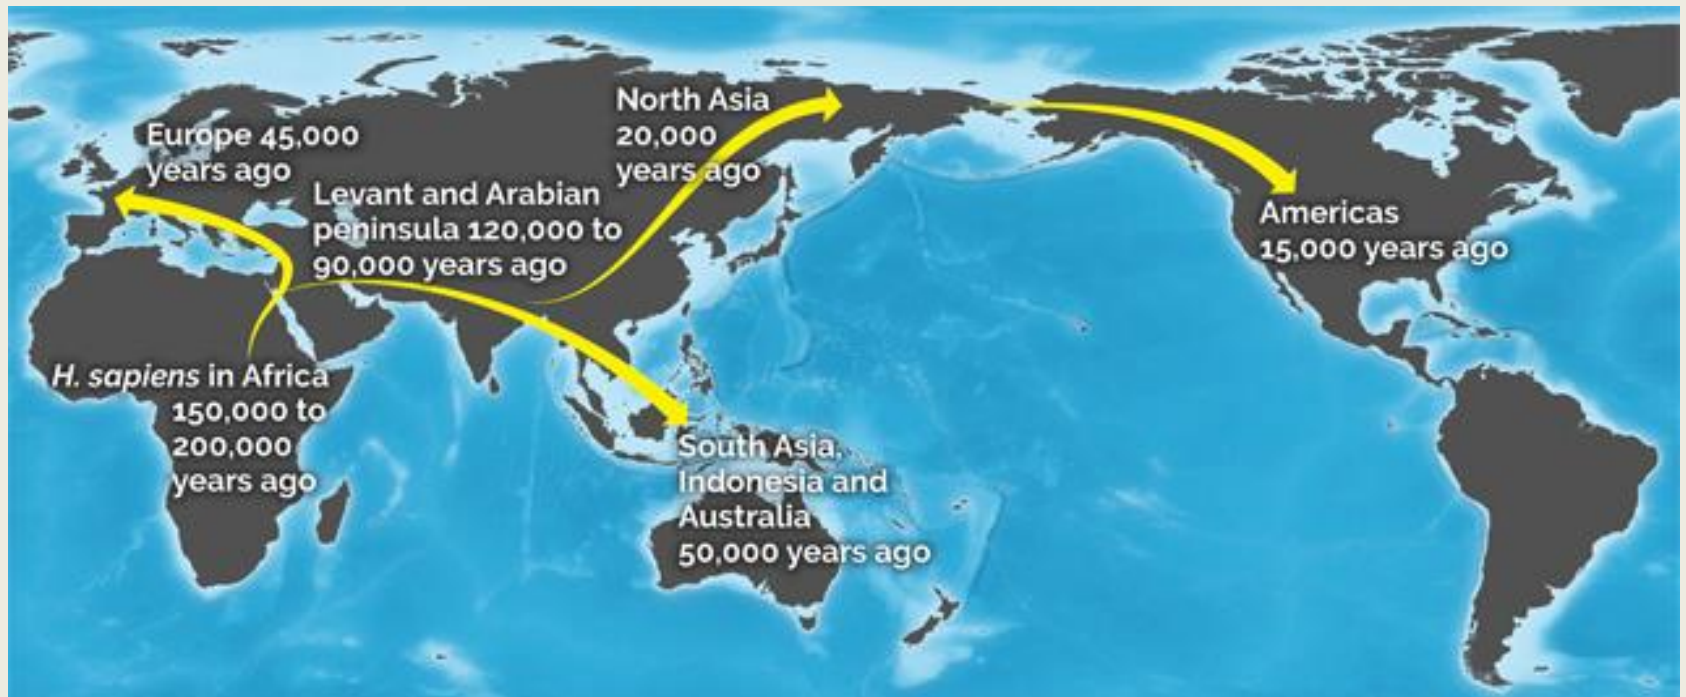 Europe 45,000
years ago
Levant and Arabian
peninsula 120,000 to
90,000 years ago
North Asia
20,000
years ago
Americas
15,000 years ago
H. sapiens in Africa
150,000 to
200,000
years ago
South Asia,
Indonesia and
Australia
50,000 years ago